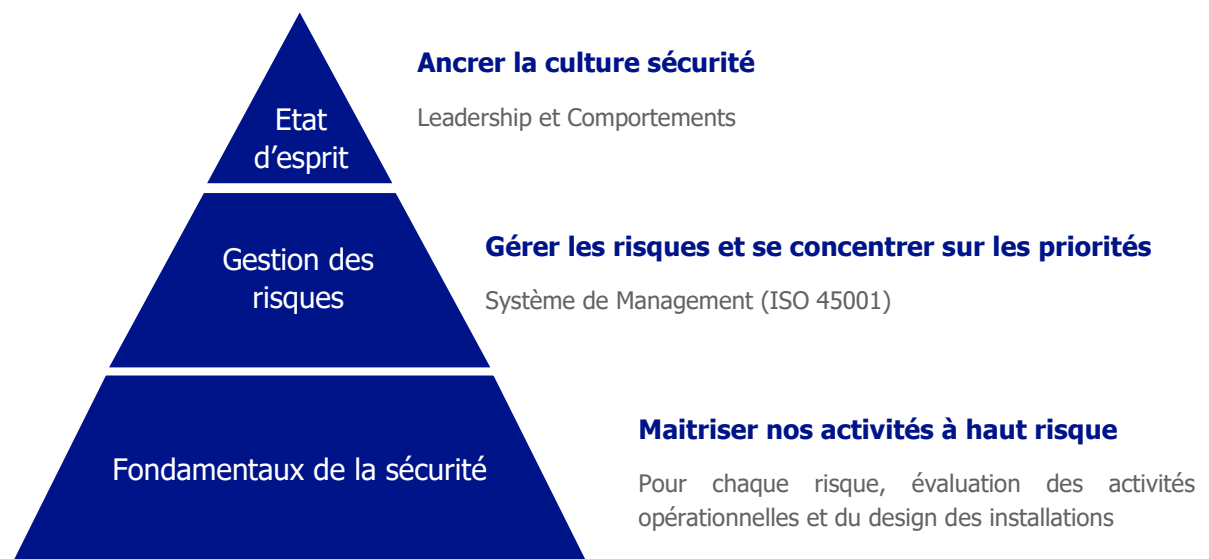 Etat
d’esprit
Ancrer la culture sécurité
Leadership et Comportements
Gestion des
risques
Gérer les risques et se concentrer sur les priorités
Système de Management (ISO 45001)
Fondamentaux de la sécurité
Maitriser nos activités à haut risque
Pour chaque risque, évaluation des activités
opérationnelles et du design des installations